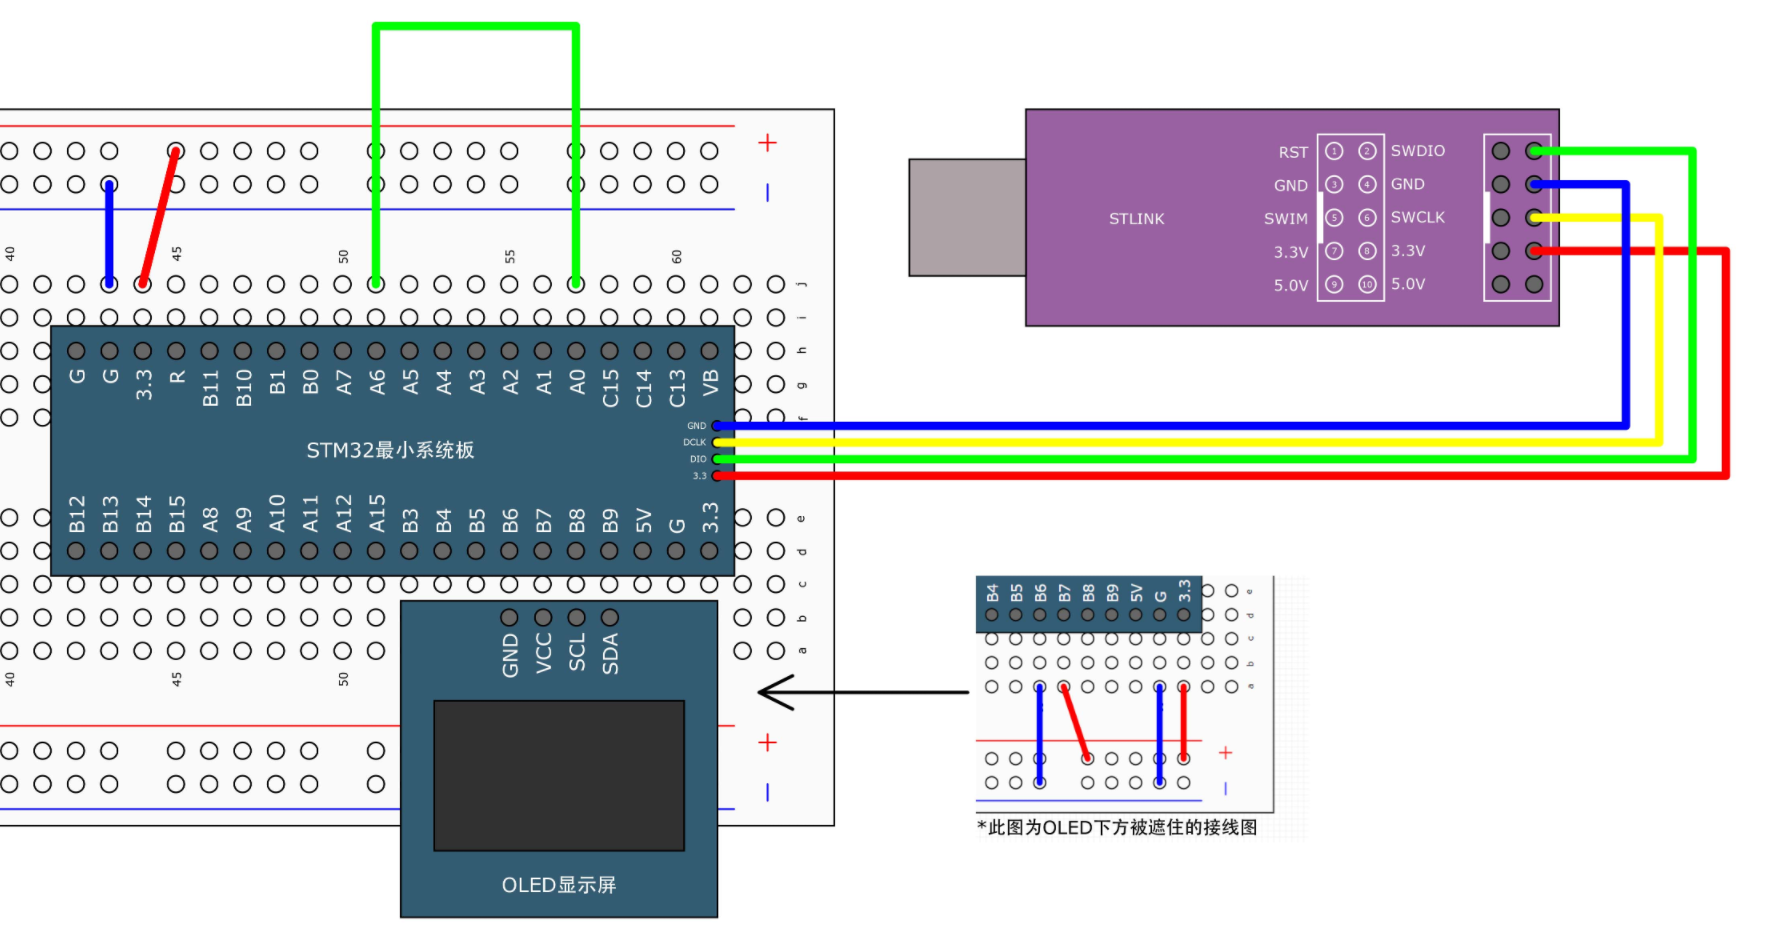 +
−
40 45 50 55 60
j
i
h
g
f
G G 3.3 R B11 B10 B1 B0 A7 A6 A5 A4 A3 A2 A1 A0 C15 C14 C13 VB
GND
DCLK
DIO
3.3
STM32最小系统板
B12 B13 B14 B15 A8 A9 A10 A11 A12 A15 B3 B4 B5 B6 B7 B8 B9 5V G 3.3
e
d
c
b
a
40 45 50
GND VCC SCL SDA
+
−
OLED显示屏
STLINK
RST 1 2 SWDIO
GND 3 4 GND
SWIM 5 6 SWCLK
3.3V 7 8 3.3V
5.0V 9 10 5.0V
B4 B5 B6 B7 B8 B9 5V G 3.3
e
d
c
b
a
+
−
*此图为OLED下方被遮住的接线图